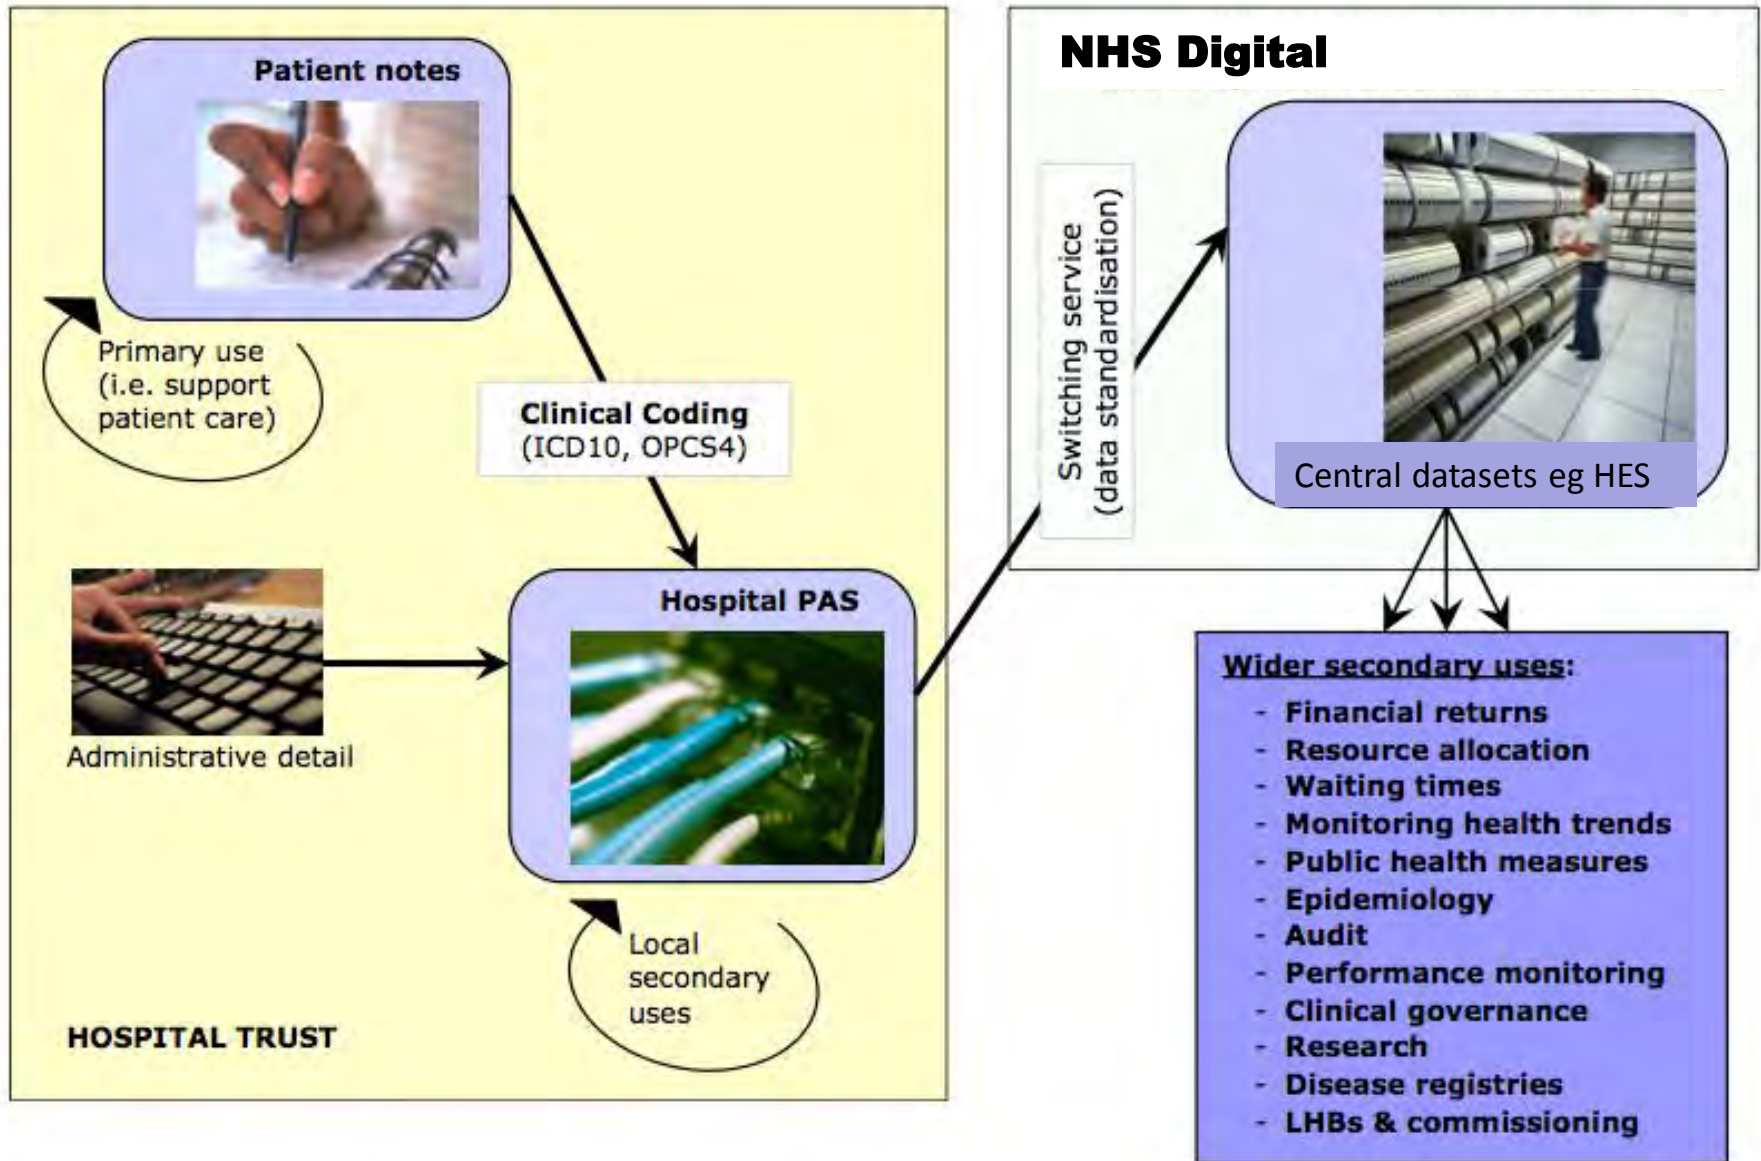 Patient notes
Primary use
(i.e. support
patient care)
Clinical Coding
(ICD10, OPCS4)
Administrative detail
Hospital PAS
Local
secondary
uses
HOSPITAL TRUST
Switching service
(data standardisation)
NHS Digital
Central datasets eg HES
Wider secondary uses:
- Financial returns
- Resource allocation
- Waiting times
- Monitoring health trends
- Public health measures
- Epidemiology
- Audit
- Performance monitoring
- Clinical governance
- Research
- Disease registries
- LHBs & commissioning